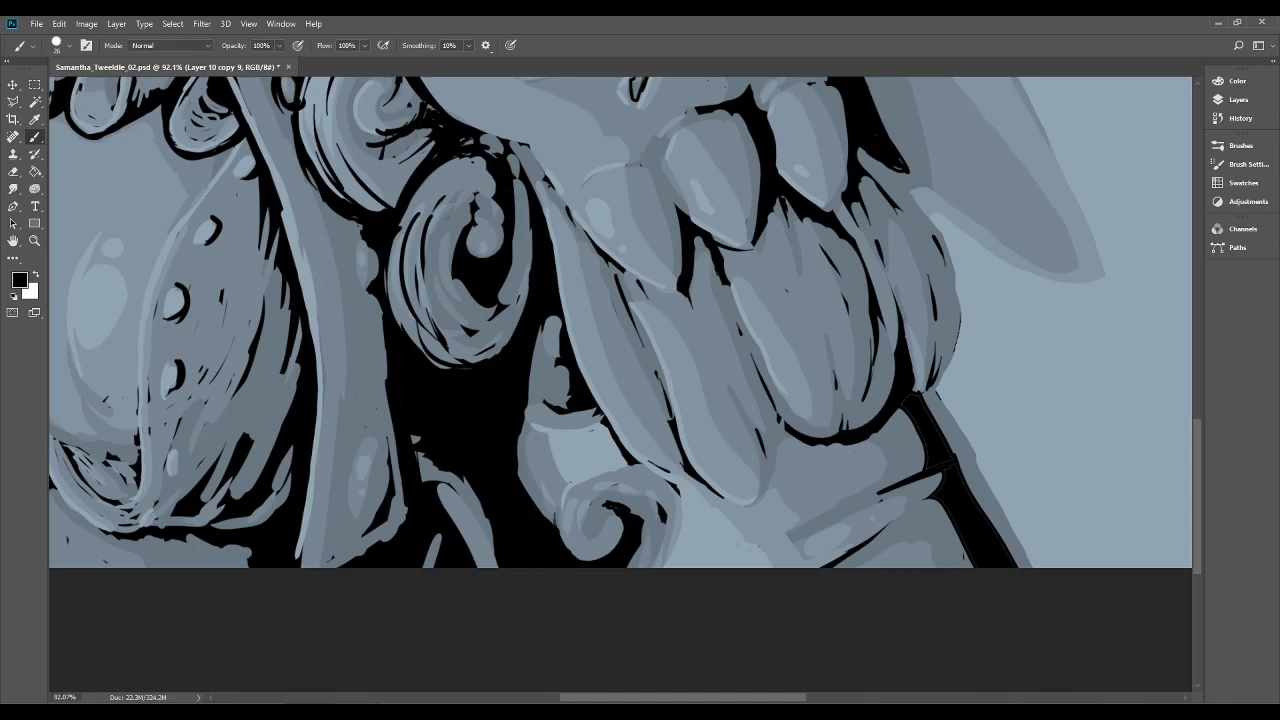 Ps File Edit Image Layer Type Select Filter 3D View Window Help
26 Mode: Normal Opacity: 100% Flow: 100% Smoothing: 10%
Samantha_Tweeldle_02.psd @ 92.1% (Layer 10 copy 9, RGB/8#) * ×
Color
Layers
History
Brushes
Brush Setti...
Swatches
Adjustments
Channels
Paths
92.07% Doc: 22.3M/324.2M